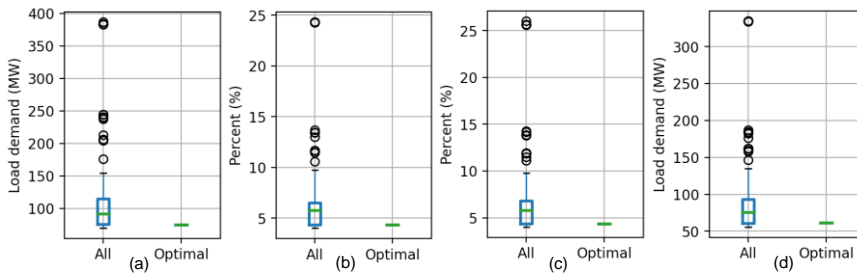 Load demand (MW)
400
350
300
250
200
150
100
All
Optimal
(a)
Percent (%)
25
20
15
10
5
All
Optimal
(b)
Percent (%)
25
20
15
10
5
All
Optimal
(c)
Load demand (MW)
300
250
200
150
100
50
All
Optimal
(d)